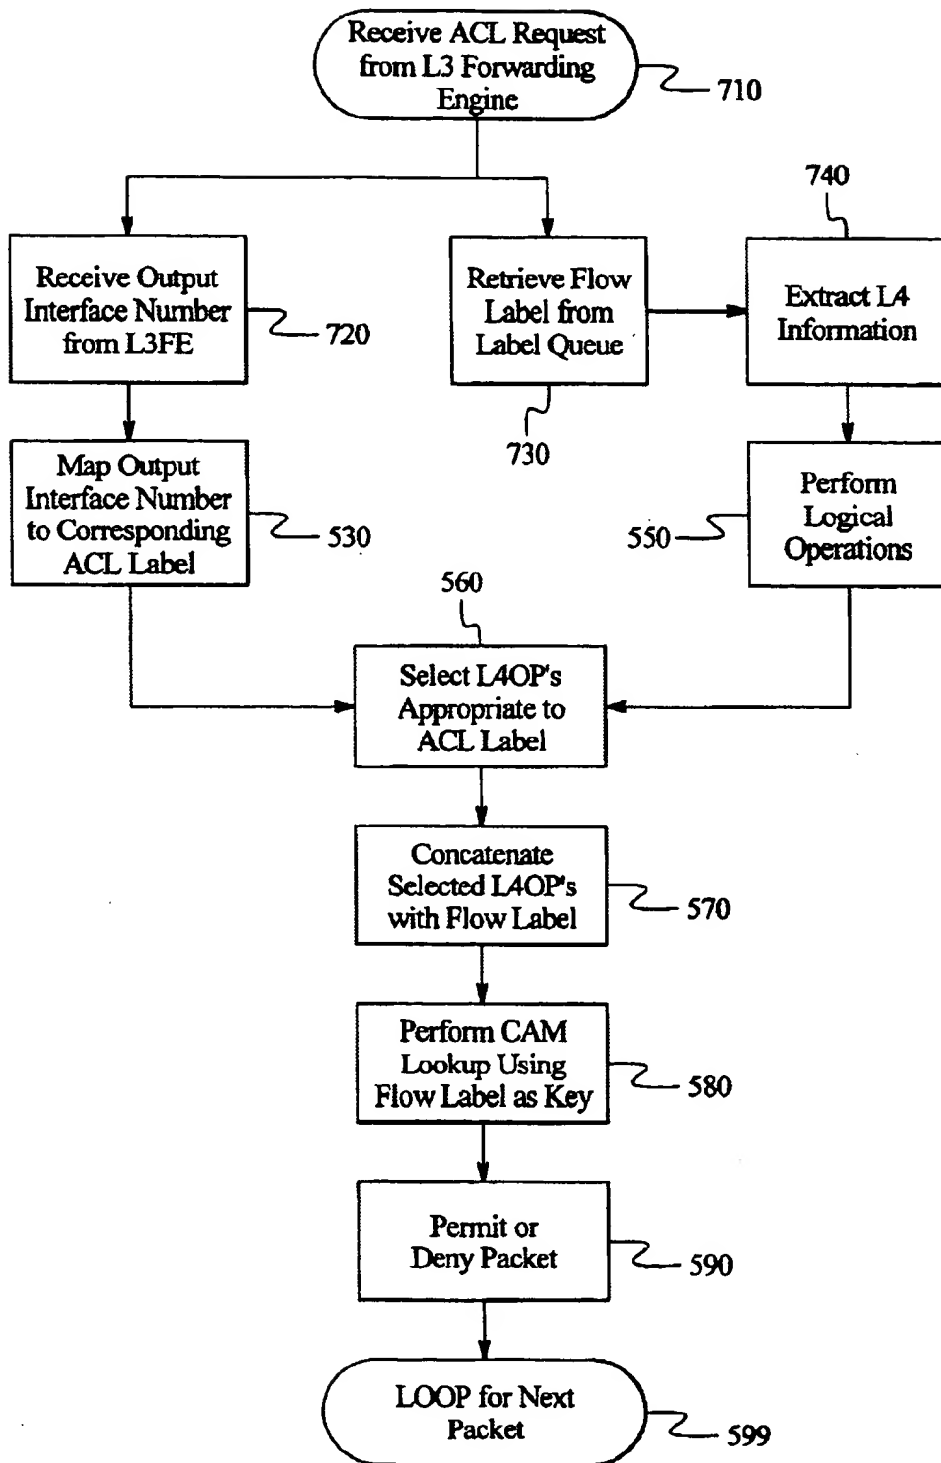 Receive ACL Request
from L3 Forwarding
Engine
710
740
Receive Output
Interface Number
from L3FE
720
Retrieve Flow
Label from
Label Queue
730
Extract L4
Information
Map Output
Interface Number
to Corresponding
ACL Label
530
550
Perform
Logical
Operations
560
Select L4OP's
Appropriate to
ACL Label
Concatenate
Selected L4OP's
with Flow Label
570
Perform CAM
Lookup Using
Flow Label as Key
580
Permit or
Deny Packet
590
LOOP for Next
Packet
599